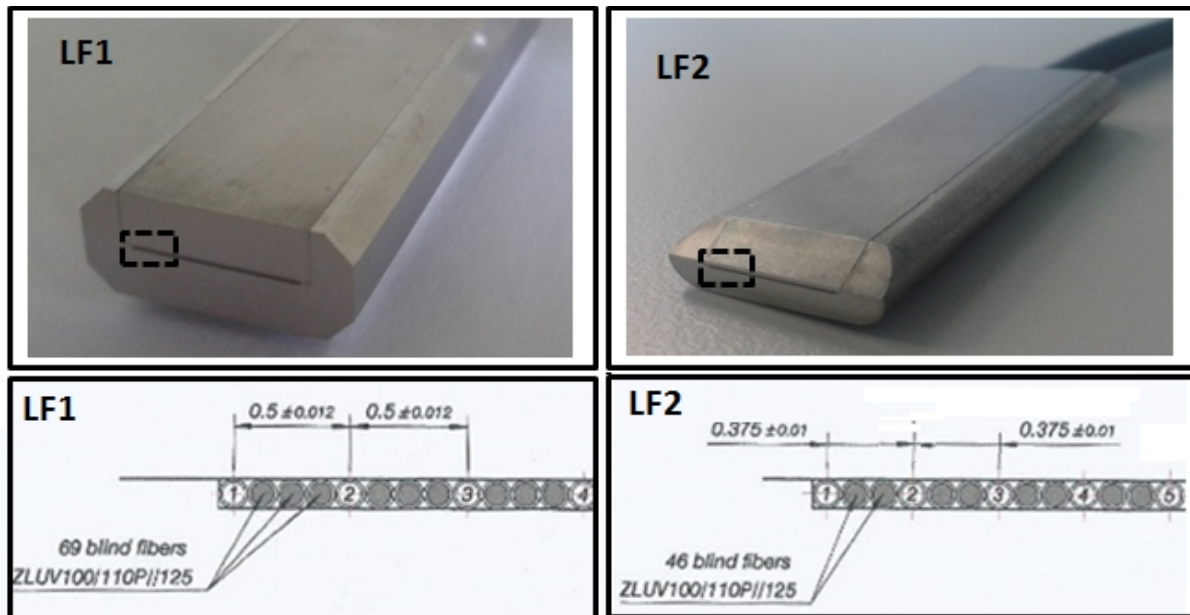 LF1
LF2
LF1
0.5 ±0.012 0.5 ±0.012
1 2 3 4
69 blind fibers
ZLUV100/110P//125
LF2
0.375 ±0.01 0.375 ±0.01
1 2 3 4 5
46 blind fibers
ZLUV100/110P//125